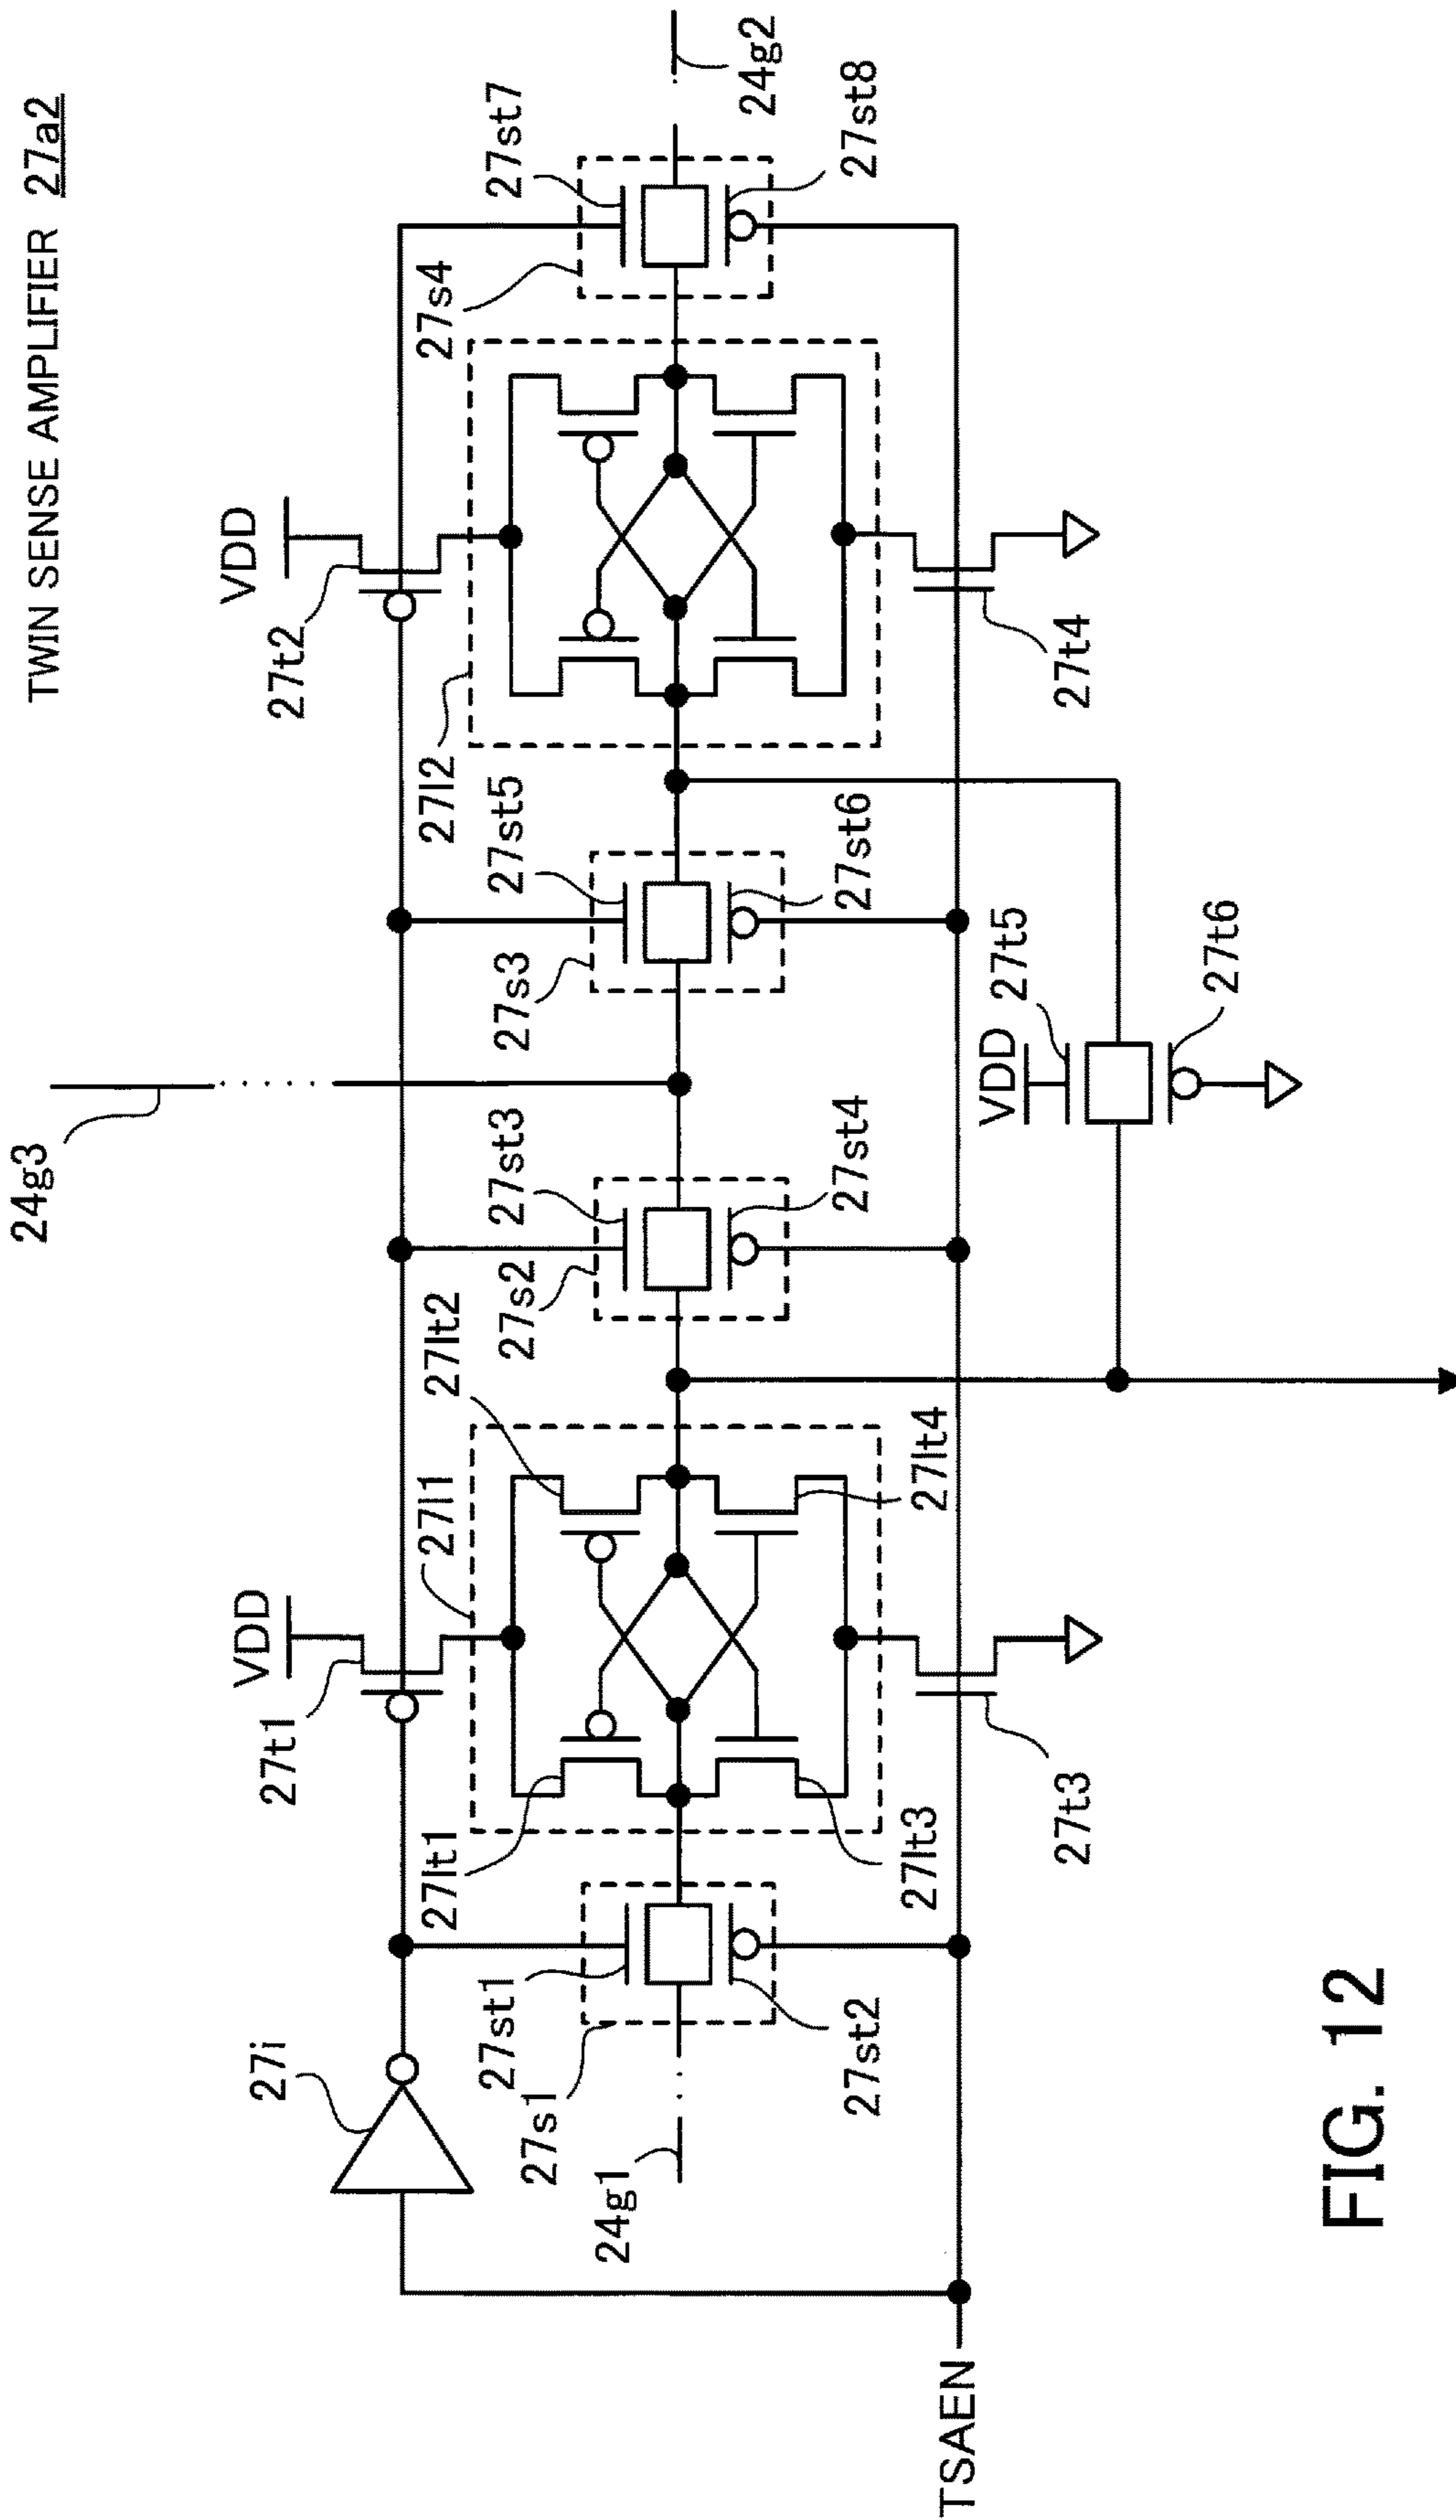 TWIN SENSE AMPLIFIER 27a2
24g3
VDD
VDD
27i
27t1
27t2
27l1
27lt2
27l2
27s4
27st7
24g2
27st1
27s1
27lt1
27s2
27st3
27s3
27st5
24g1
27st2
27lt3
27lt4
27st4
27st6
27st8
TSAEN
27t3
VDD
27t5
27t4
27t6
FIG. 12